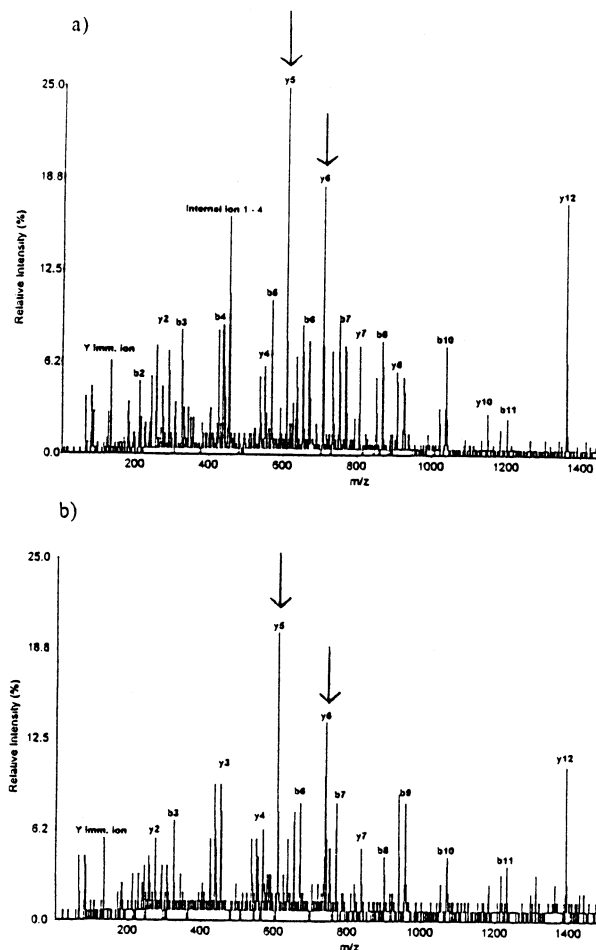 a)
25.0
18.8
12.5
6.2
0.0
Relative Intensity (%)
y5
y6
y12
Internal Ion 1 - 4
b5
y2
b3
b4
b6
b7
y7
b8
b10
Y Imm. ion
b2
y4
y8
y10
b11
200
400
600
800
1000
1200
1400
m/z
b)
25.0
18.8
12.5
6.2
0.0
Relative Intensity (%)
y5
y6
y3
y12
b6
b7
b9
b3
y2
y4
Y Imm. ion
y7
b8
b10
b11
200
400
600
800
1000
1200
1400
m/z